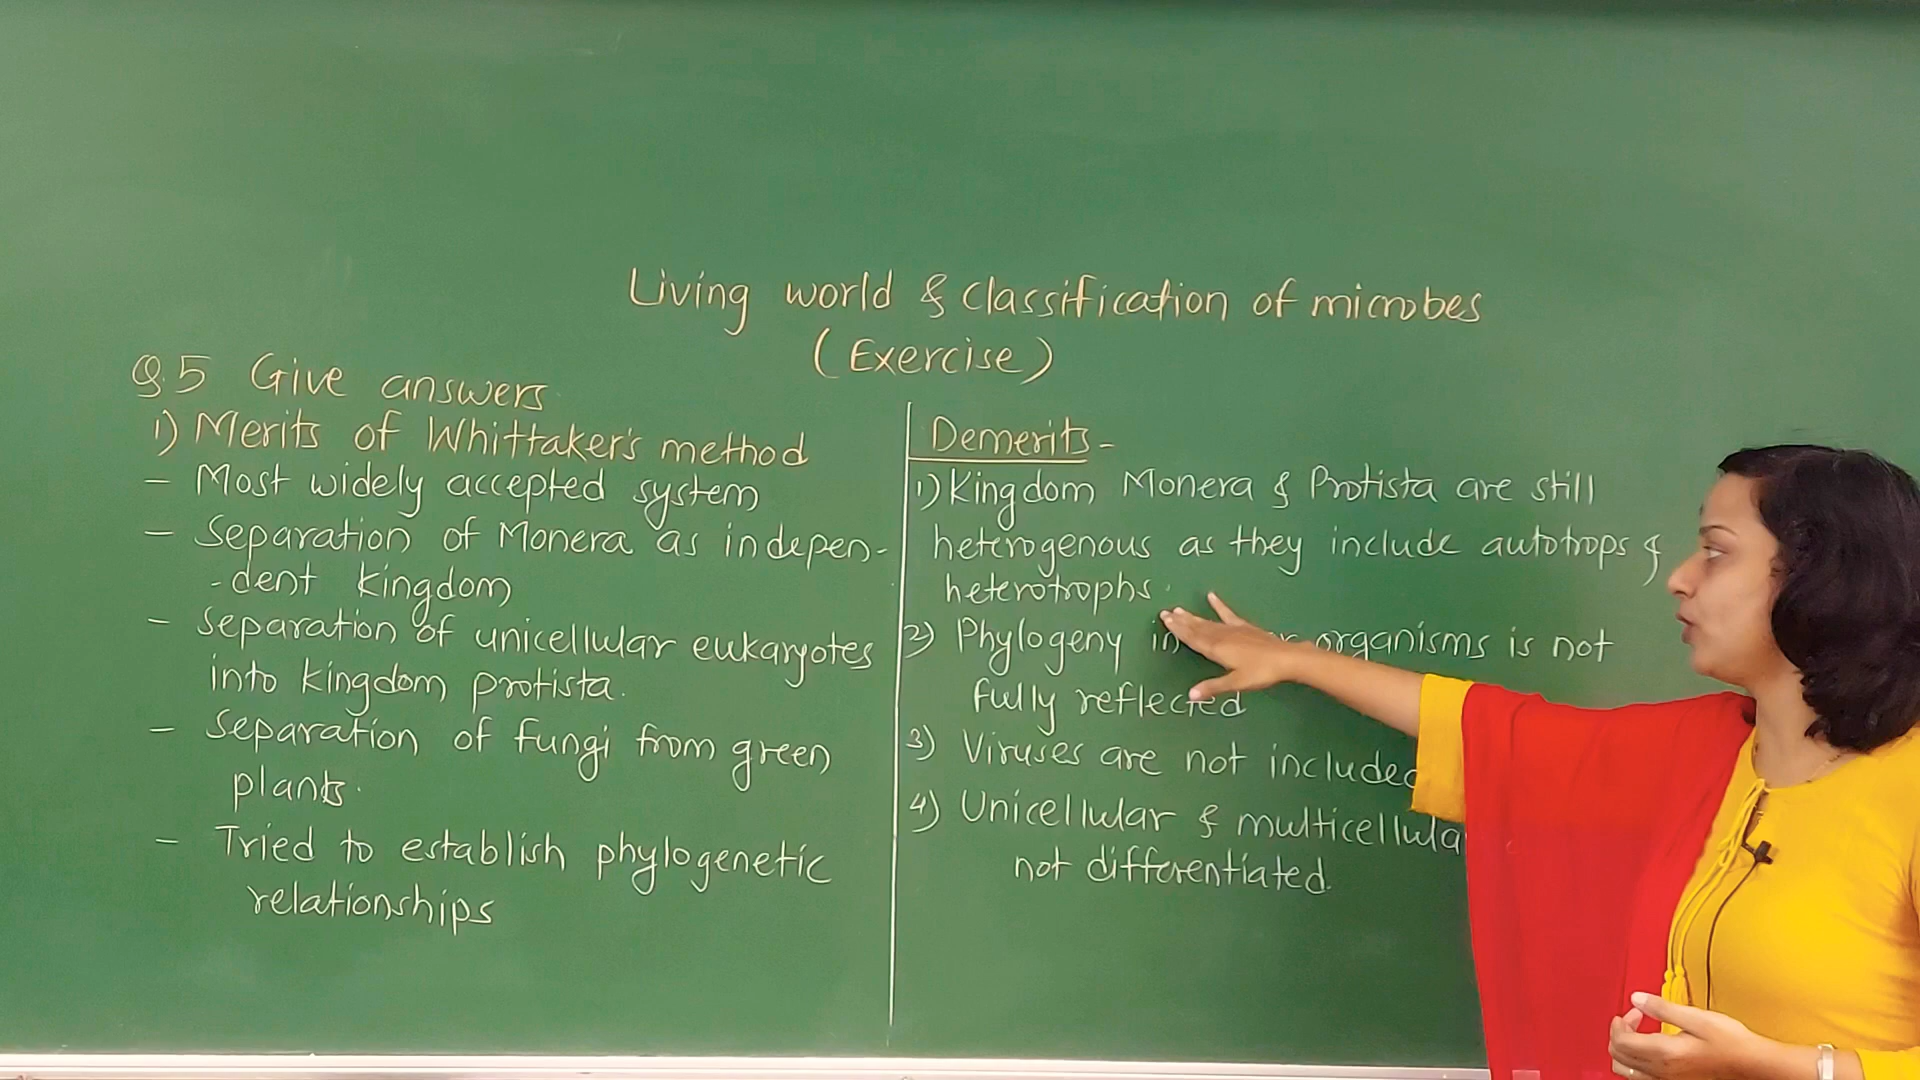 Living world & classification of microbes
(Exercise)
Q.5 Give answers
1) Merits of Whittaker's method
- Most widely accepted system
- Separation of Monera as indepen-
-dent kingdom
- Separation of unicellular eukaryotes
into kingdom protista.
- Separation of fungi from green
plants.
- Tried to establish phylogenetic
relationships
Demerits -
1) Kingdom Monera & Protista are still
heterogenous as they include autotrops &
heterotrophs.
2) Phylogeny in organisms is not
fully reflected
3) Viruses are not included
4) Unicellular & multicellula
not differentiated.